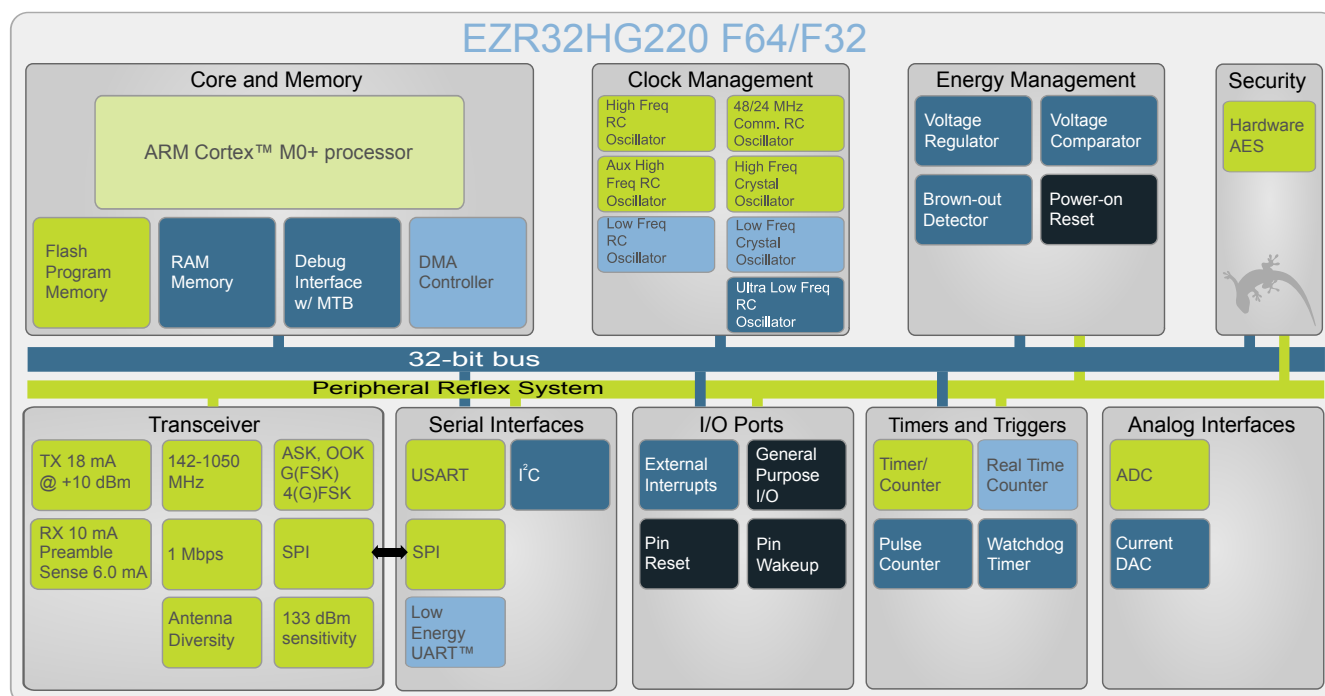 EZR32HG220 F64/F32
Core and Memory
ARM Cortex™ M0+ processor
Flash
Program
Memory
RAM
Memory
Debug
Interface
w/ MTB
DMA
Controller
Clock Management
High Freq
RC
Oscillator
48/24 MHz
Comm. RC
Oscillator
Aux High
Freq RC
Oscillator
High Freq
Crystal
Oscillator
Low Freq
RC
Oscillator
Low Freq
Crystal
Oscillator
Ultra Low Freq
RC
Oscillator
Energy Management
Voltage
Regulator
Voltage
Comparator
Brown-out
Detector
Power-on
Reset
Security
Hardware
AES
32-bit bus
Peripheral Reflex System
Transceiver
TX 18 mA
@ +10 dBm
142-1050
MHz
ASK, OOK
G(FSK)
4(G)FSK
RX 10 mA
Preamble
Sense 6.0 mA
1 Mbps
SPI
Antenna
Diversity
133 dBm
sensitivity
Serial Interfaces
USART
I²C
SPI
Low
Energy
UART™
I/O Ports
External
Interrupts
General
Purpose
I/O
Pin
Reset
Pin
Wakeup
Timers and Triggers
Timer/
Counter
Real Time
Counter
Pulse
Counter
Watchdog
Timer
Analog Interfaces
ADC
Current
DAC